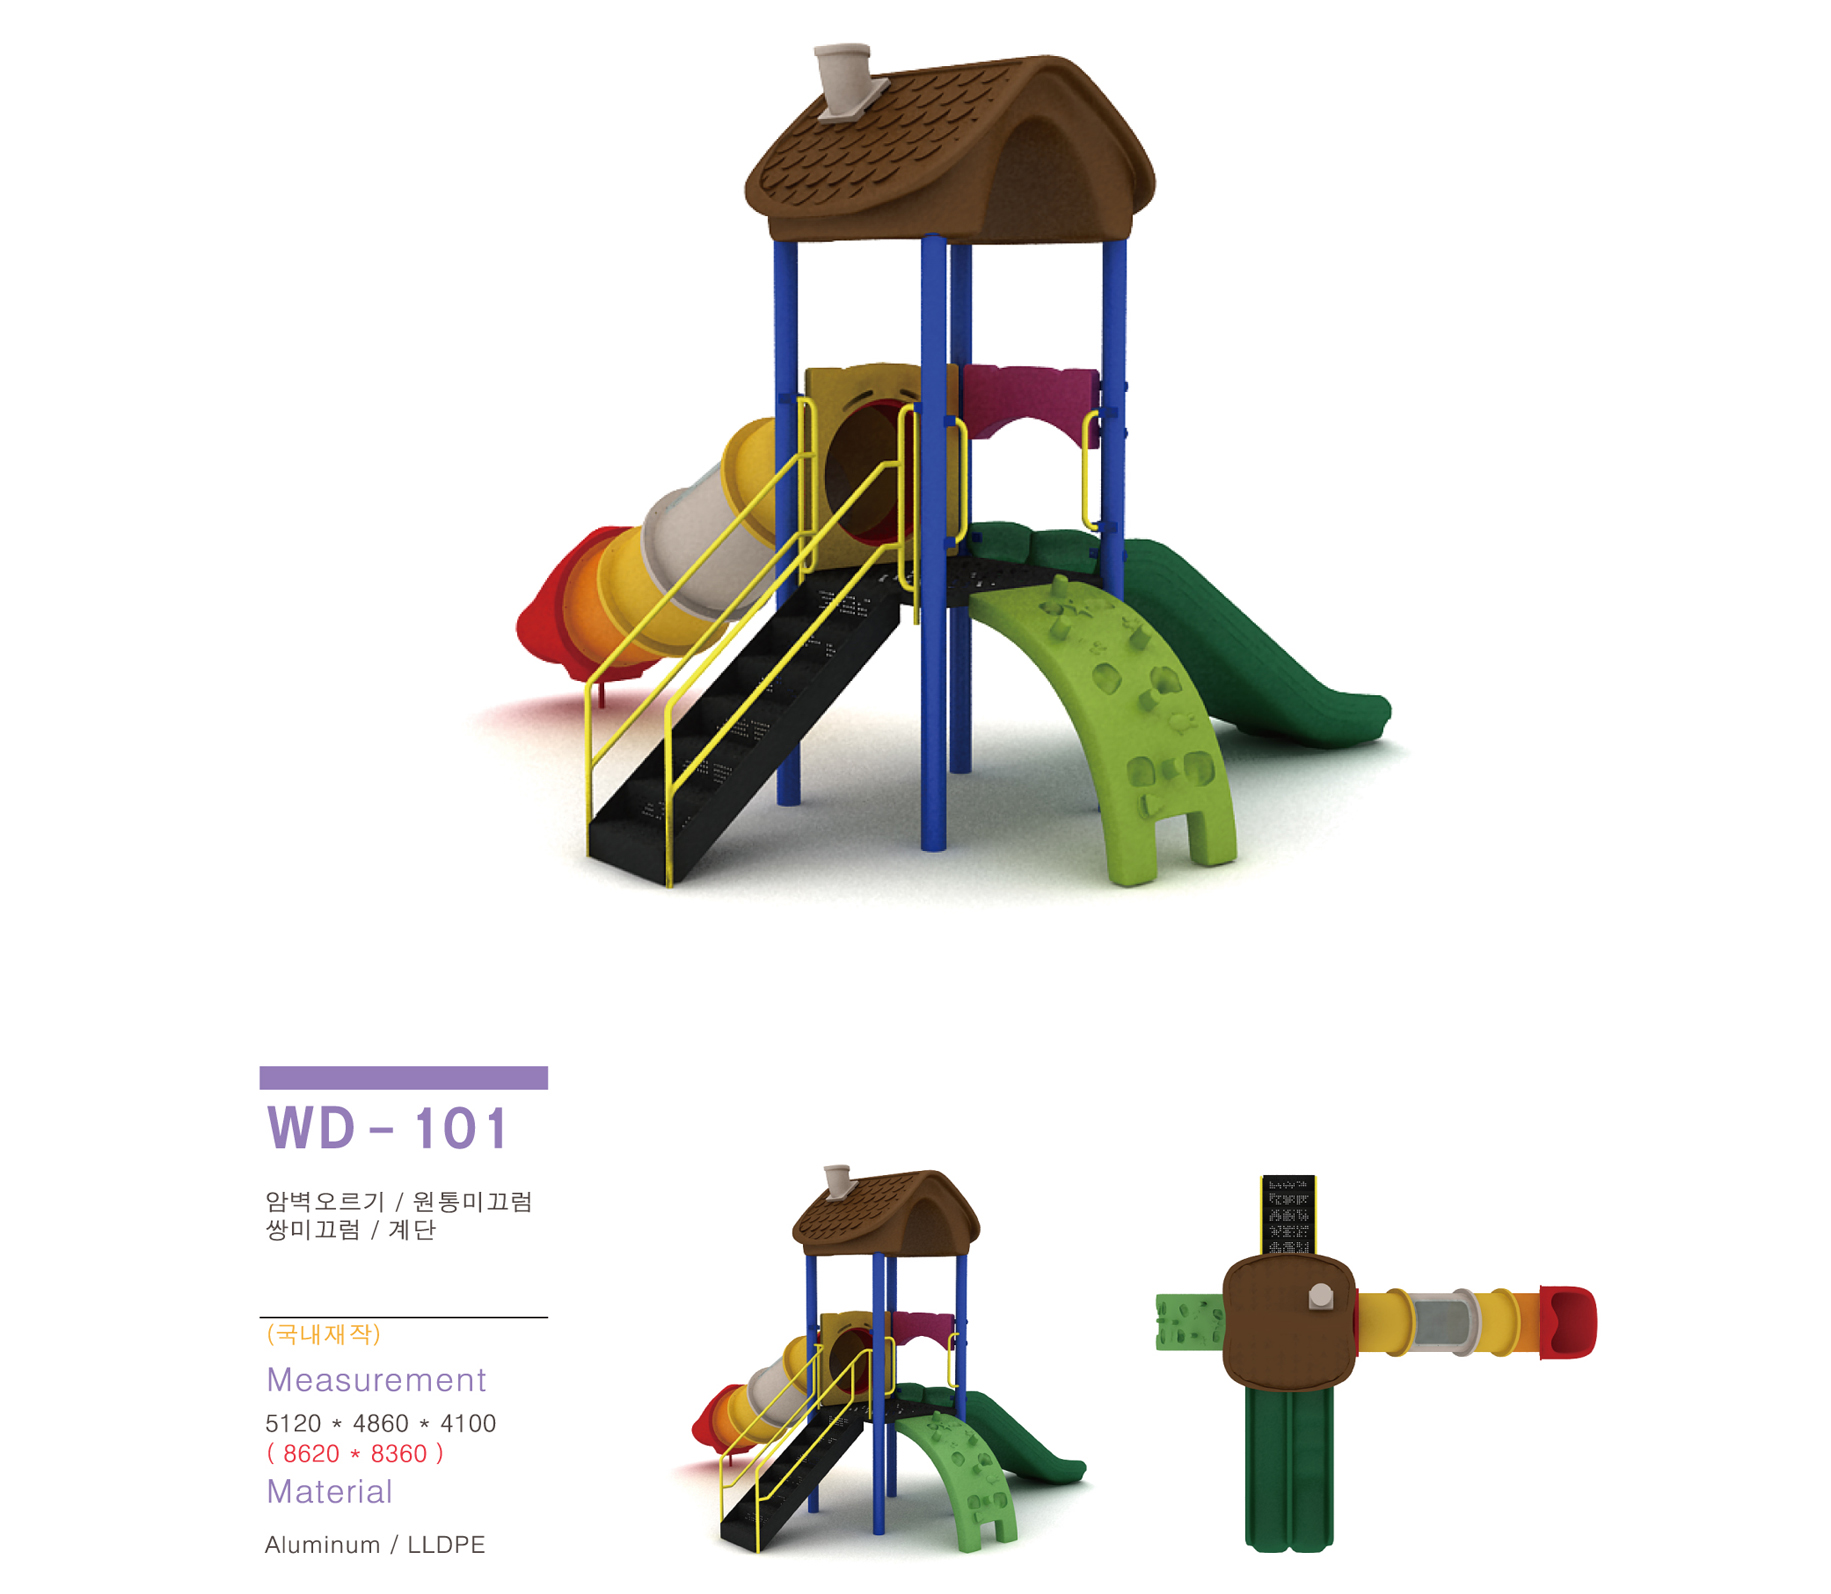 WD - 101
암벽오르기 / 원통미끄럼
쌍미끄럼 / 계단
(국내재작)
Measurement
5120 * 4860 * 4100
( 8620 * 8360 )
Material
Aluminum / LLDPE